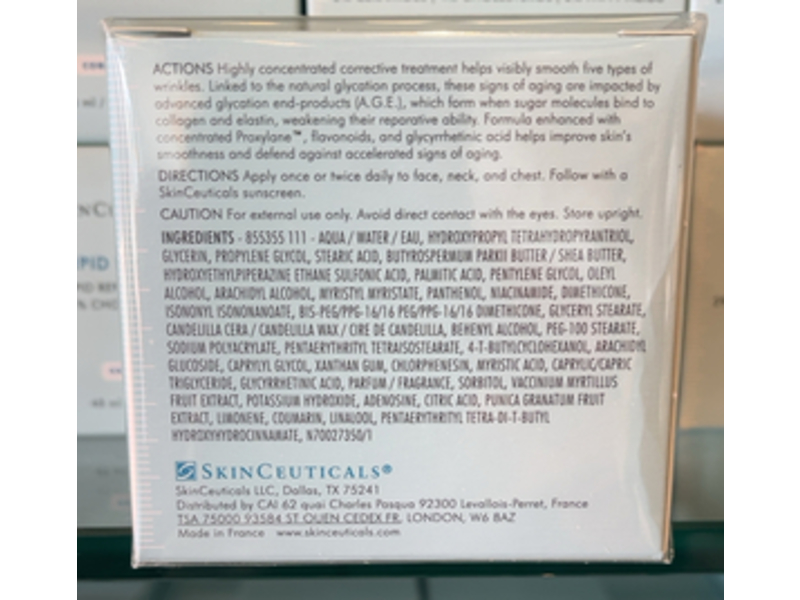 ACTIONS Highly concentrated corrective treatment helps visibly smooth five types of
wrinkles. Linked to the natural glycation process, these signs of aging are impacted by
advanced glycation end-products (A.G.E.), which form when sugar molecules bind to
collagen and elastin, weakening their reparative ability. Formula enhanced with
concentrated Proxylane™, flavonoids, and glycyrrhetinic acid helps improve skin's
smoothness and defend against accelerated signs of aging.
DIRECTIONS Apply once or twice daily to face, neck, and chest. Follow with a
SkinCeuticals sunscreen.
CAUTION For external use only. Avoid direct contact with the eyes. Store upright.
INGREDIENTS - 855355 111 - AQUA / WATER / EAU, HYDROXYPROPYL TETRAHYDROPYRANTRIOL,
GLYCERIN, PROPYLENE GLYCOL, STEARIC ACID, BUTYROSPERMUM PARKII BUTTER / SHEA BUTTER,
HYDROXYETHYLPIPERAZINE ETHANE SULFONIC ACID, PALMITIC ACID, PENTYLENE GLYCOL, OLEYL
ALCOHOL, ARACHIDYL ALCOHOL, MYRISTYL MYRISTATE, PANTHENOL, NIACINAMIDE, DIMETHICONE,
ISONONYL ISONONANOATE, BIS-PEG/PPG-16/16 PEG/PPG-16/16 DIMETHICONE, GLYCERYL STEARATE,
CANDELILLA CERA / CANDELILLA WAX / CIRE DE CANDELILLA, BEHENYL ALCOHOL, PEG-100 STEARATE,
SODIUM POLYACRYLATE, PENTAERYTHRITYL TETRAISOSTEARATE, 4-T-BUTYLCYCLOHEXANOL, ARACHIDYL
GLUCOSIDE, CAPRYLYL GLYCOL, XANTHAN GUM, CHLORPHENESIN, MYRISTIC ACID, CAPRYLIC/CAPRIC
TRIGLYCERIDE, GLYCYRRHETINIC ACID, PARFUM / FRAGRANCE, SORBITOL, VACCINIUM MYRTILLUS
FRUIT EXTRACT, POTASSIUM HYDROXIDE, ADENOSINE, CITRIC ACID, PUNICA GRANATUM FRUIT
EXTRACT, LIMONENE, COUMARIN, LINALOOL, PENTAERYTHRITYL TETRA-DI-T-BUTYL
HYDROXYHYDROCINNAMATE, N70027350/1
SKINCEUTICALS®
SkinCeuticals LLC, Dallas, TX 75241
Distributed by CAI 62 quai Charles Pasqua 92300 Levallois-Perret, France
TSA 75000 93584 ST OUEN CEDEX FR, LONDON, W6 8AZ
Made in France www.skinceuticals.com